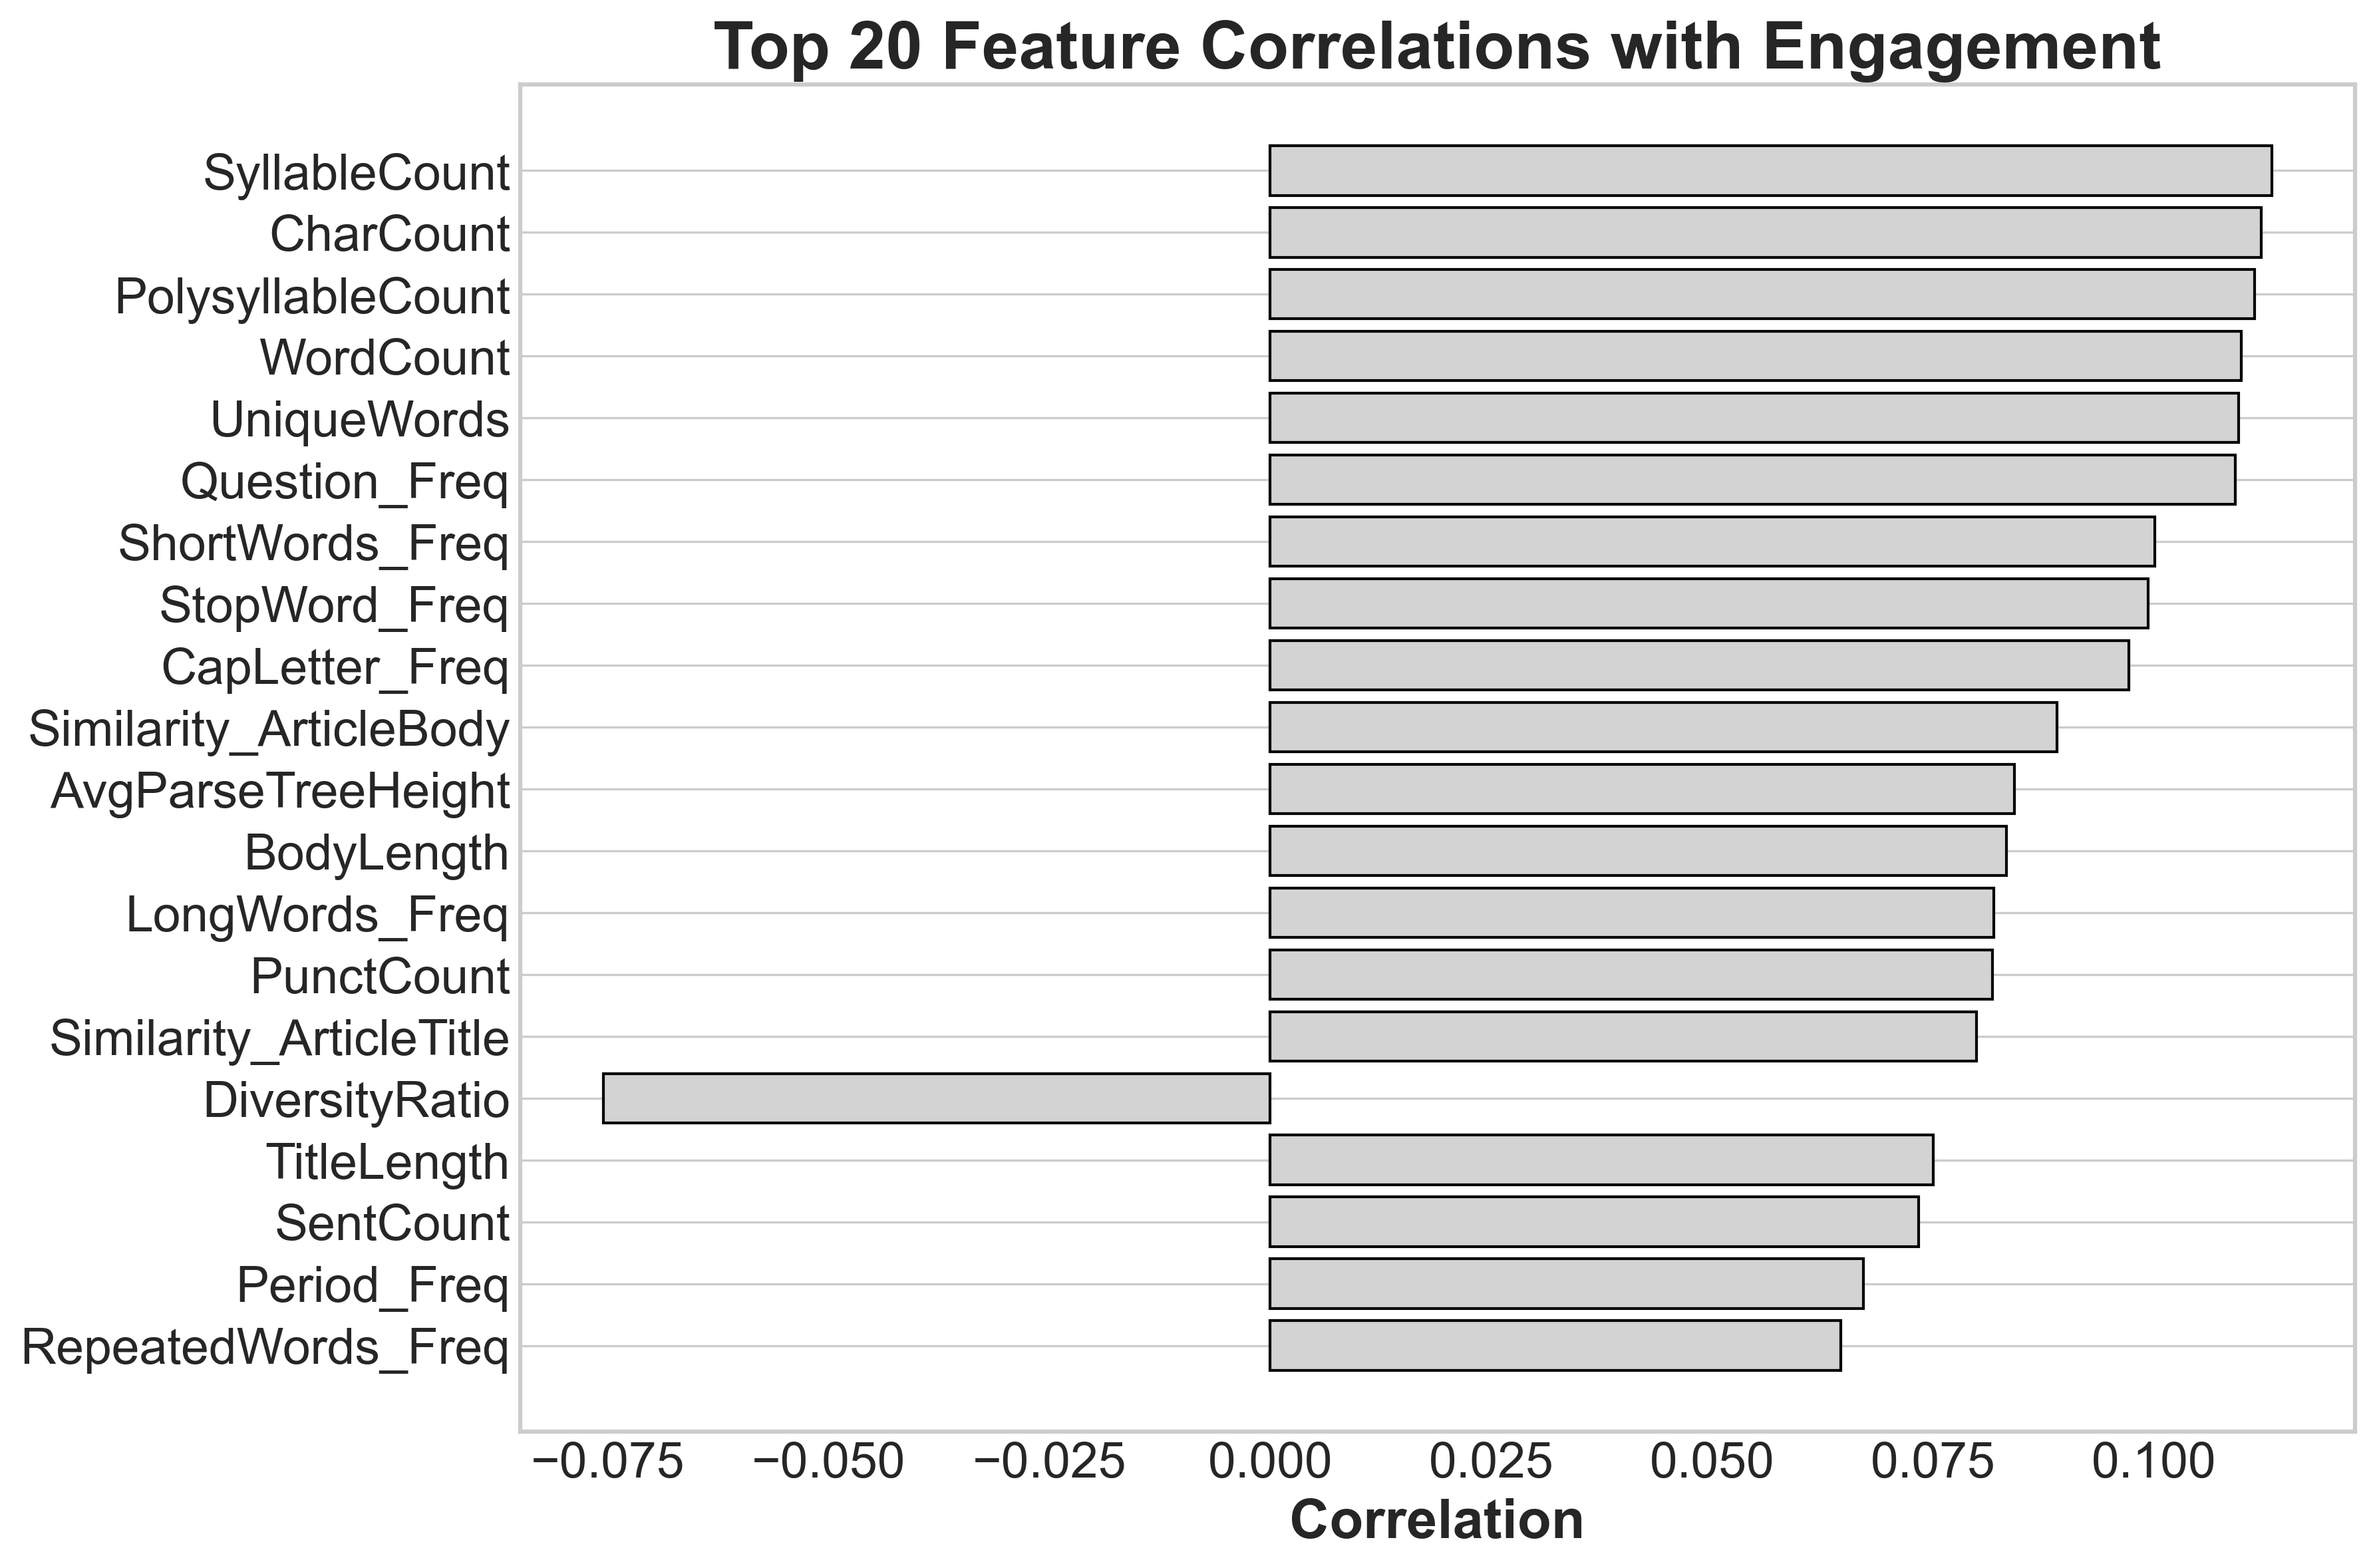 Top 20 Feature Correlations with Engagement
SyllableCount
CharCount
PolysyllableCount
WordCount
UniqueWords
Question_Freq
ShortWords_Freq
StopWord_Freq
CapLetter_Freq
Similarity_ArticleBody
AvgParseTreeHeight
BodyLength
LongWords_Freq
PunctCount
Similarity_ArticleTitle
DiversityRatio
TitleLength
SentCount
Period_Freq
RepeatedWords_Freq
−0.075 −0.050 −0.025 0.000 0.025 0.050 0.075 0.100
Correlation